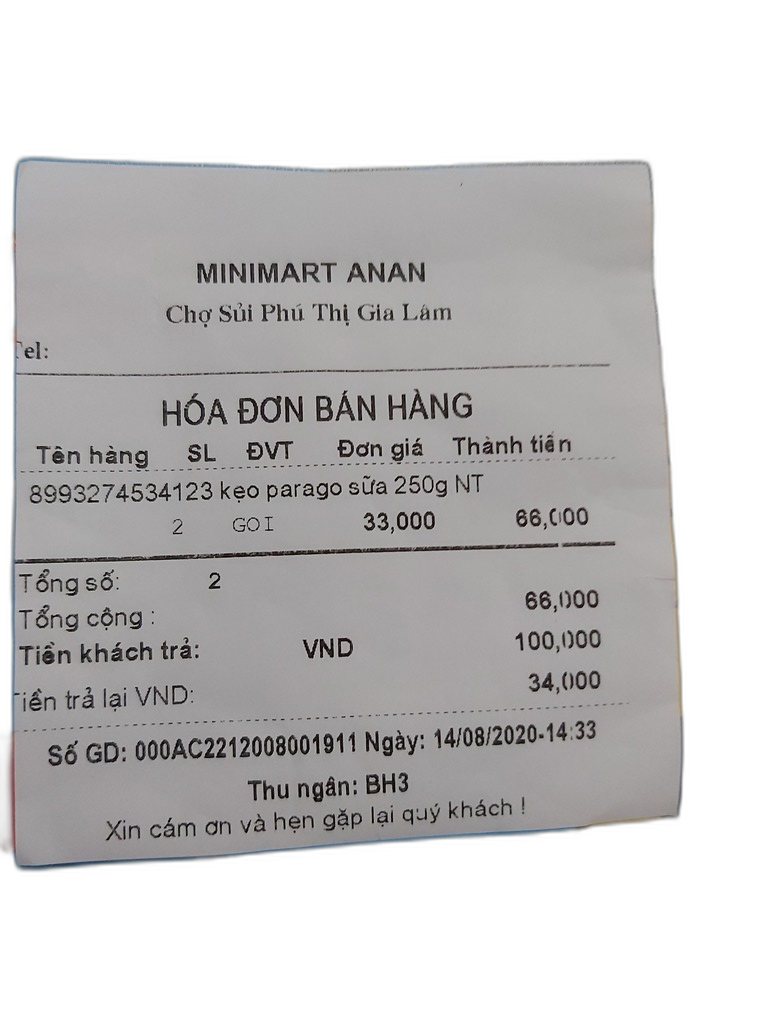 MINIMART ANAN
Chợ Sủi Phú Thị Gia Lâm
Tel:
HÓA ĐƠN BÁN HÀNG
Tên hàng SL ĐVT Đơn giá Thành tiền
8993274534123 kẹo parago sữa 250g NT
2 GOI 33,000 66,000
Tổng số: 2
Tổng cộng : 66,000
Tiền khách trả: VND 100,000
Tiền trả lại VND: 34,000
Số GD: 000AC2212008001911 Ngày: 14/08/2020-14:33
Thu ngân: BH3
Xin cám ơn và hẹn gặp lại quý khách !